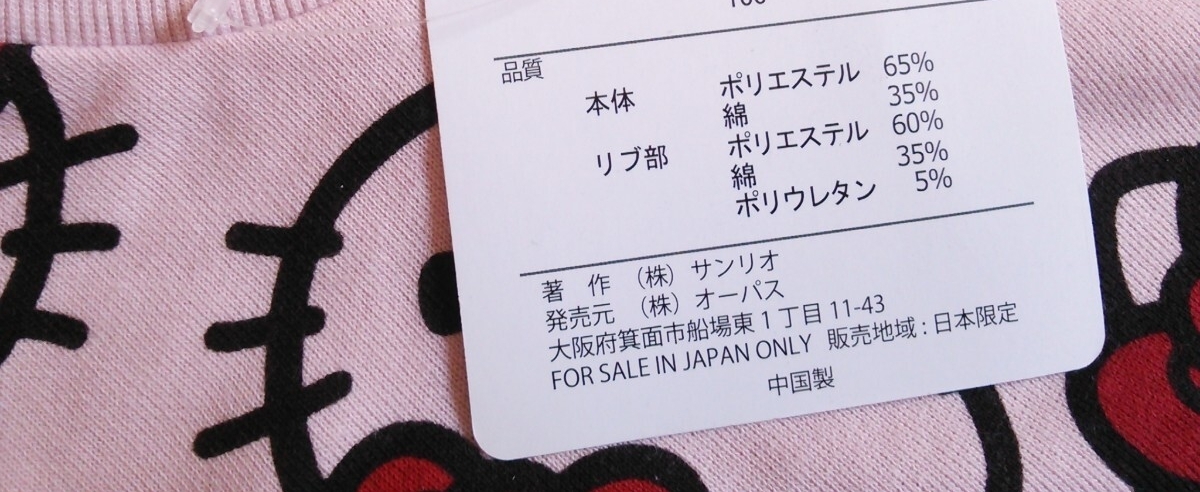 品質
本体 ポリエステル 65%
綿 35%
リブ部 ポリエステル 60%
綿 35%
ポリウレタン 5%
著 作 (株) サンリオ
発売元 (株) オーパス
大阪府箕面市船場東1丁目11-43
FOR SALE IN JAPAN ONLY 販売地域:日本限定
中国製